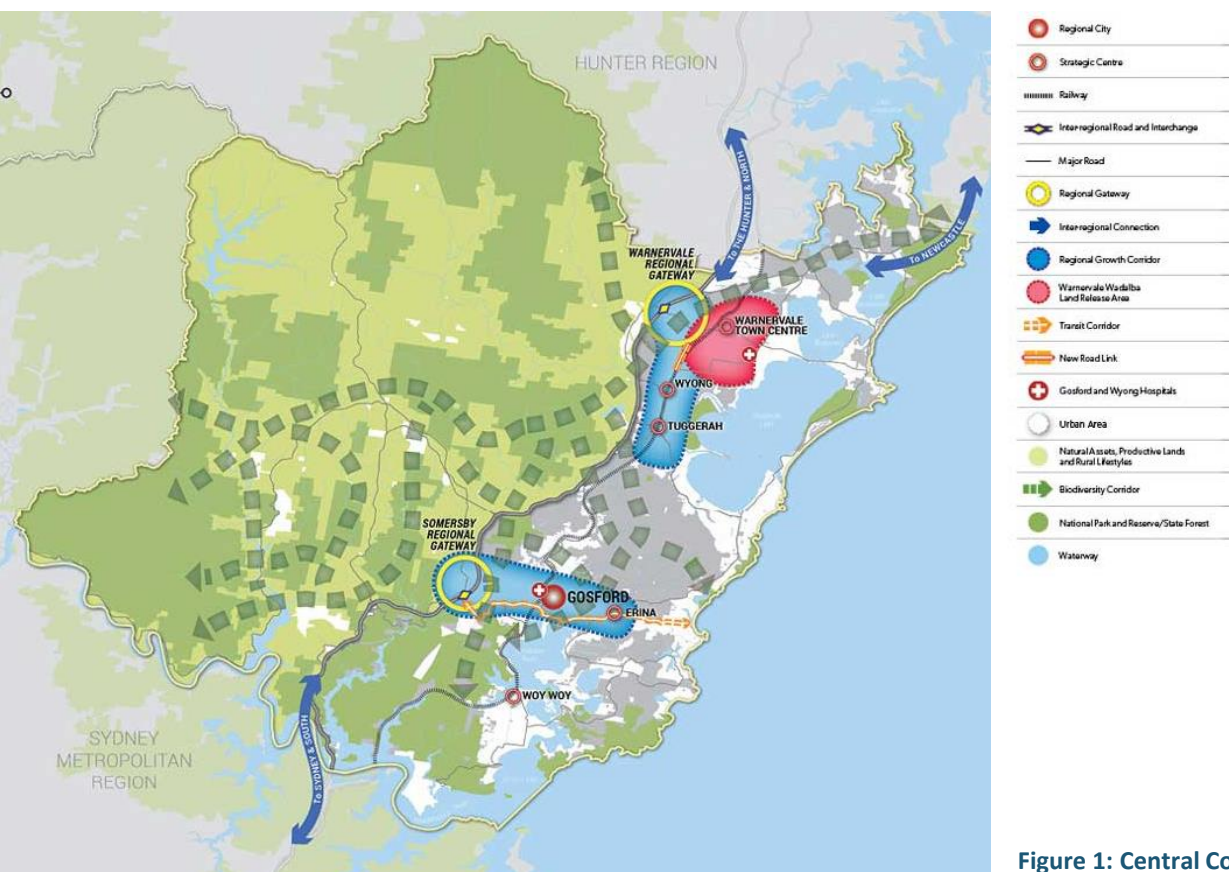 HUNTER REGION
To THE HUNTER & NORTH
To NEWCASTLE
WARNERVALE
REGIONAL
GATEWAY
WARNERVALE
TOWN CENTRE
WYONG
TUGGERAH
SOMERSBY
REGIONAL
GATEWAY
GOSFORD
ERINA
WOY WOY
SYDNEY
METROPOLITAN
REGION
To SYDNEY & SOUTH
Regional City
Strategic Centre
Railway
Inter-regional Road and Interchange
Major Road
Regional Gateway
Inter-regional Connection
Regional Growth Corridor
Warnervale Wadalba
Land Release Area
Transit Corridor
New Road Link
Gosford and Wyong Hospitals
Urban Area
Natural Assets, Productive Lands
and Rural Lifestyles
Biodiversity Corridor
National Park and Reserve/State Forest
Waterway
Figure 1: Central Co